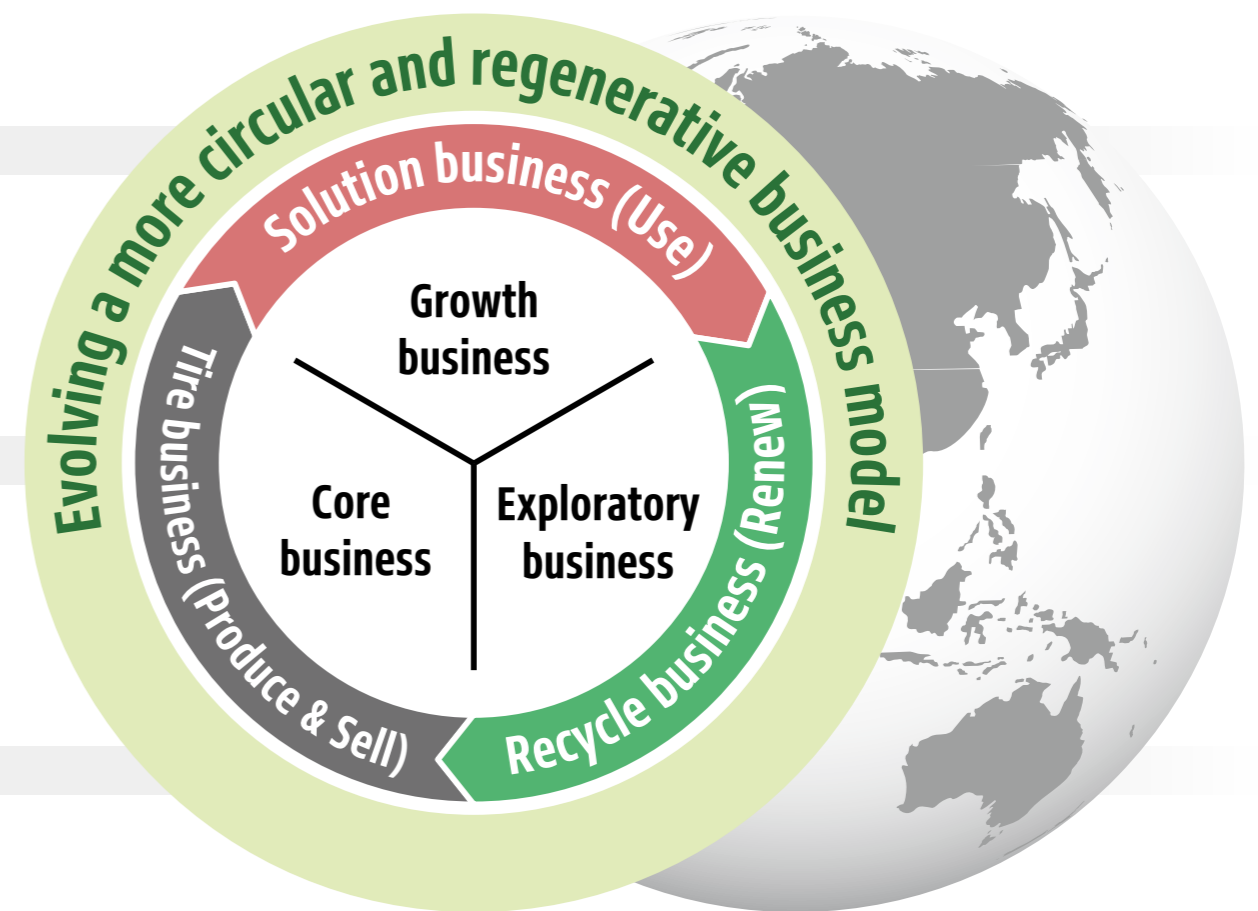 Evolving a more circular and regenerative business model
Solution business (Use)
Growth
business
Tire business (Produce & Sell)
Core
business
Exploratory
business
Recycle business (Renew)